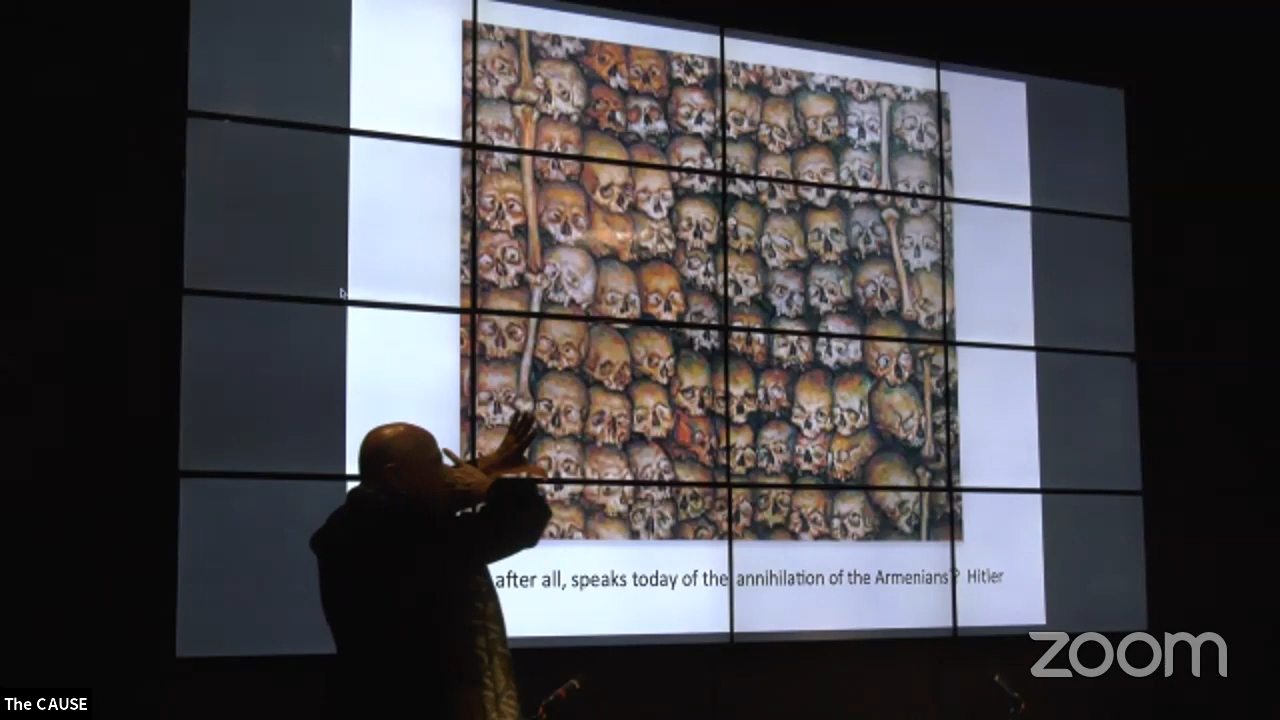 after all, speaks today of the annihilation of the Armenians? Hitler
zoom
The CAUSE